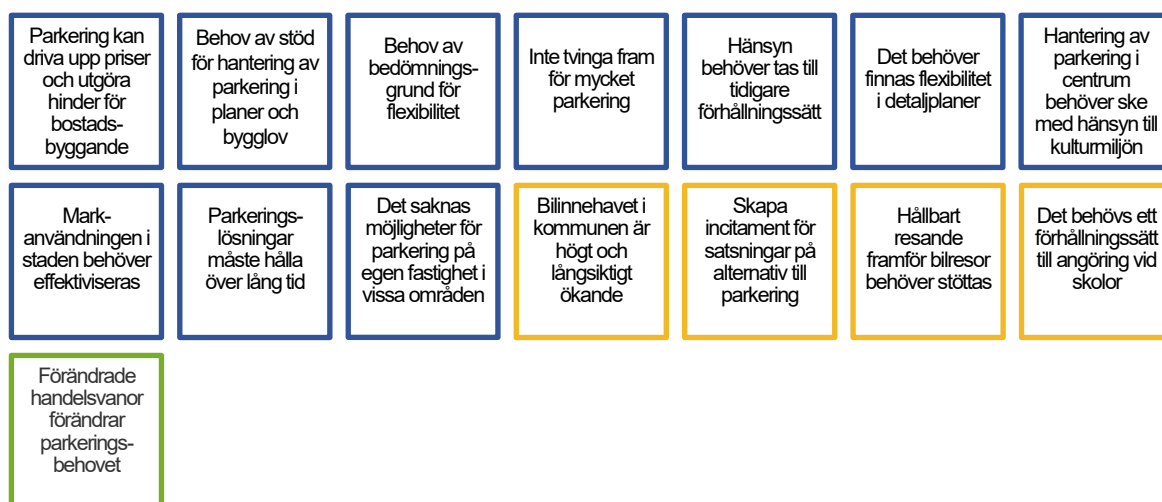 Parkering kan
driva upp priser
och utgöra
hinder för
bostads-
byggande
Behov av stöd
för hantering av
parkering i
planer och
bygglov
Behov av
bedömnings-
grund för
flexibilitet
Inte tvinga fram
för mycket
parkering
Hänsyn
behöver tas till
tidigare
förhållningssätt
Det behöver
finnas flexibilitet
i detaljplaner
Hantering av
parkering i
centrum
behöver ske
med hänsyn till
kulturmiljön
Mark-
användningen i
staden behöver
effektiviseras
Parkerings-
lösningar
måste hålla
över lång tid
Det saknas
möjligheter för
parkering på
egen fastighet i
vissa områden
Bilinnehavet i
kommunen är
högt och
långsiktigt
ökande
Skapa
incitament för
satsningar på
alternativ till
parkering
Hållbart
resande
framför bilresor
behöver stöttas
Det behövs ett
förhållningssätt
till angöring vid
skolor
Förändrade
handelsvanor
förändrar
parkerings-
behovet